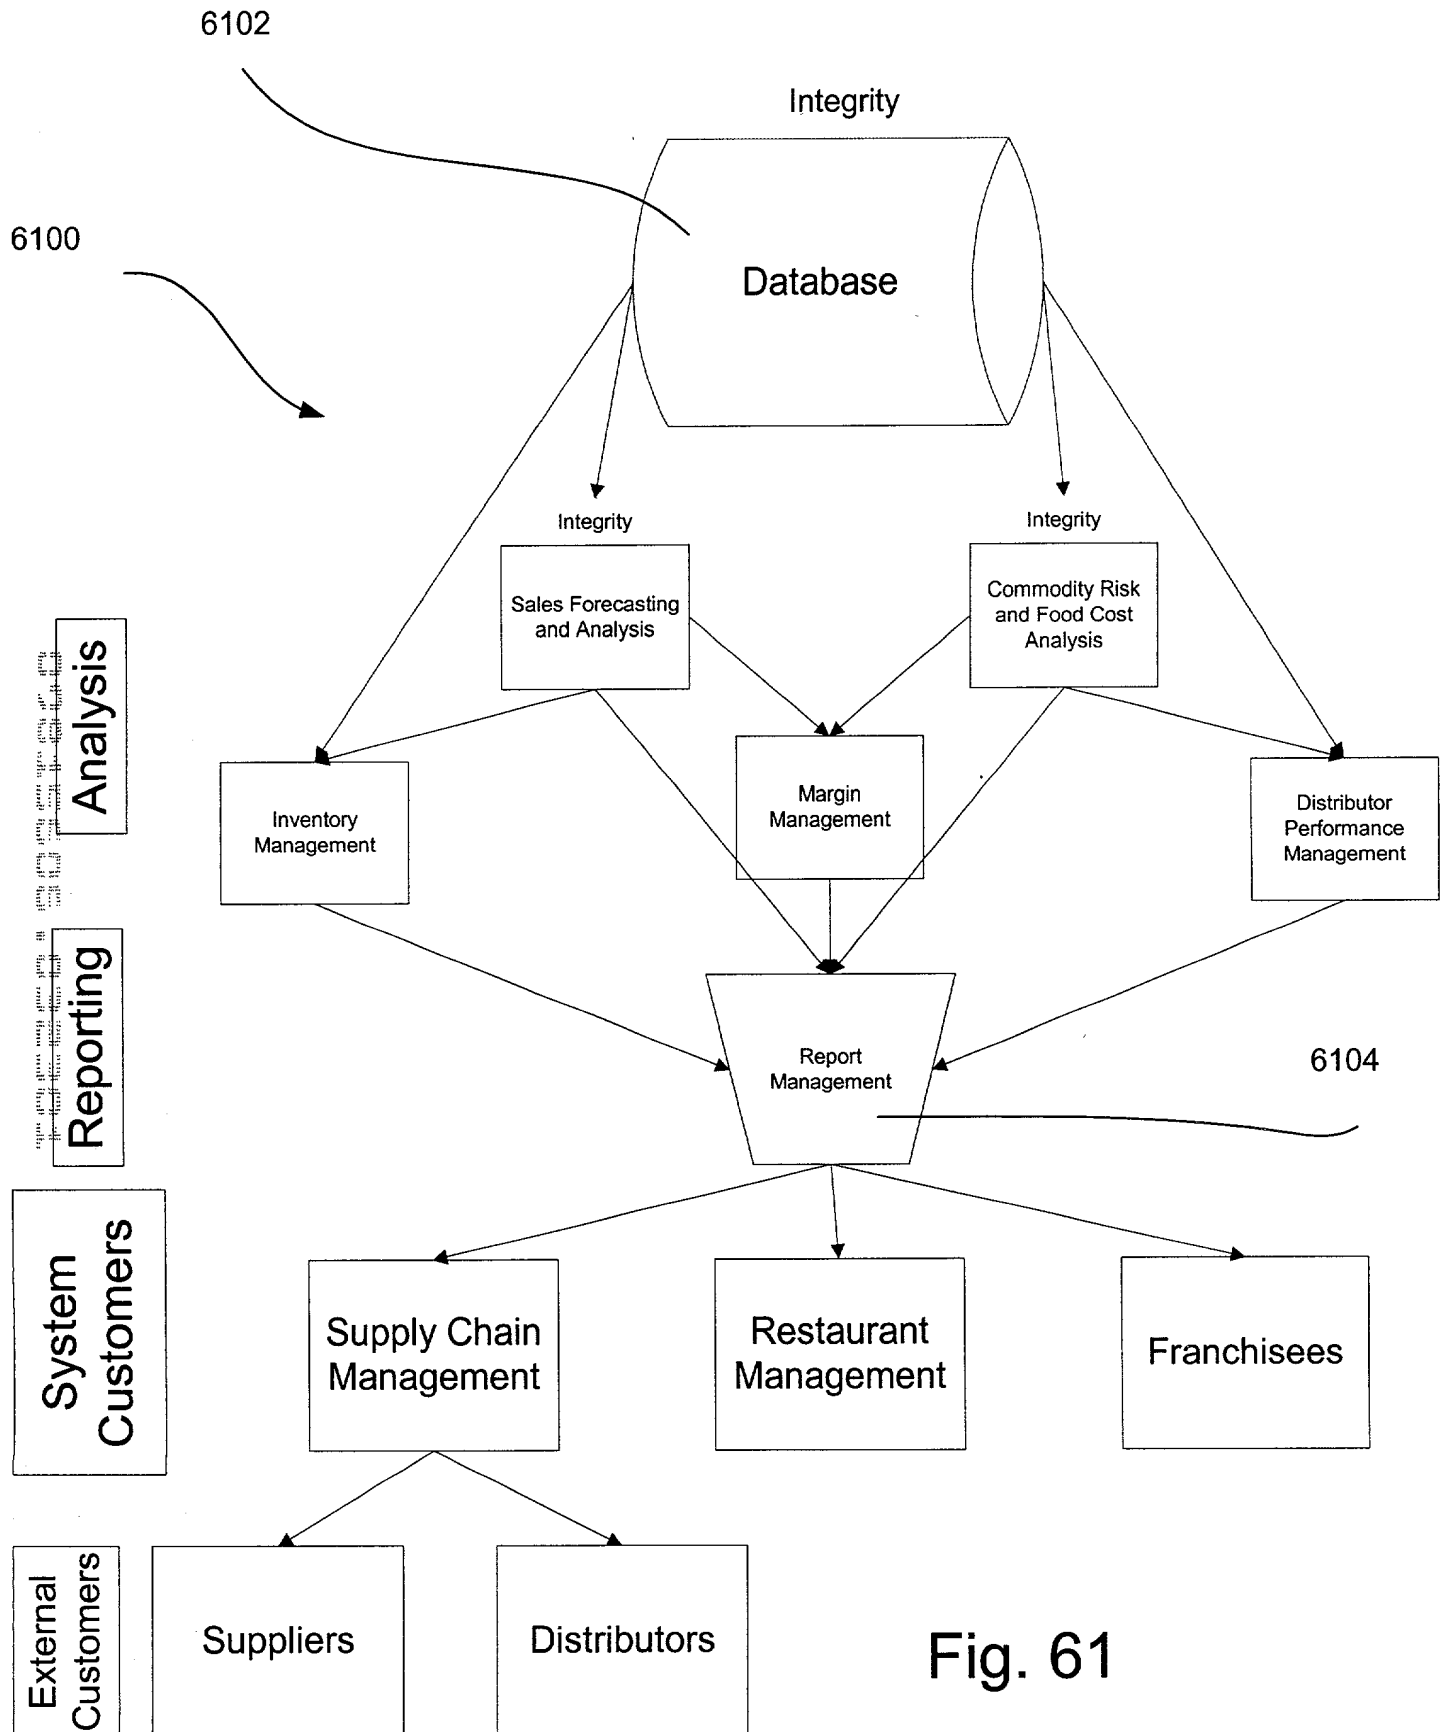 6102
Integrity
6100
Database
Integrity
Integrity
Sales Forecasting
and Analysis
Commodity Risk
and Food Cost
Analysis
Analysis
Inventory
Management
Margin
Management
Distributor
Performance
Management
Reporting
Report
Management
6104
System
Customers
Supply Chain
Management
Restaurant
Management
Franchisees
External
Customers
Suppliers
Distributors
Fig. 61